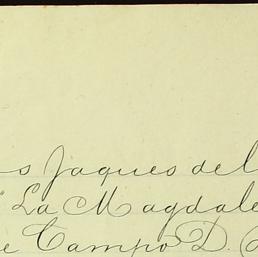 s Jaques del
" La Magdale
e Campo D.